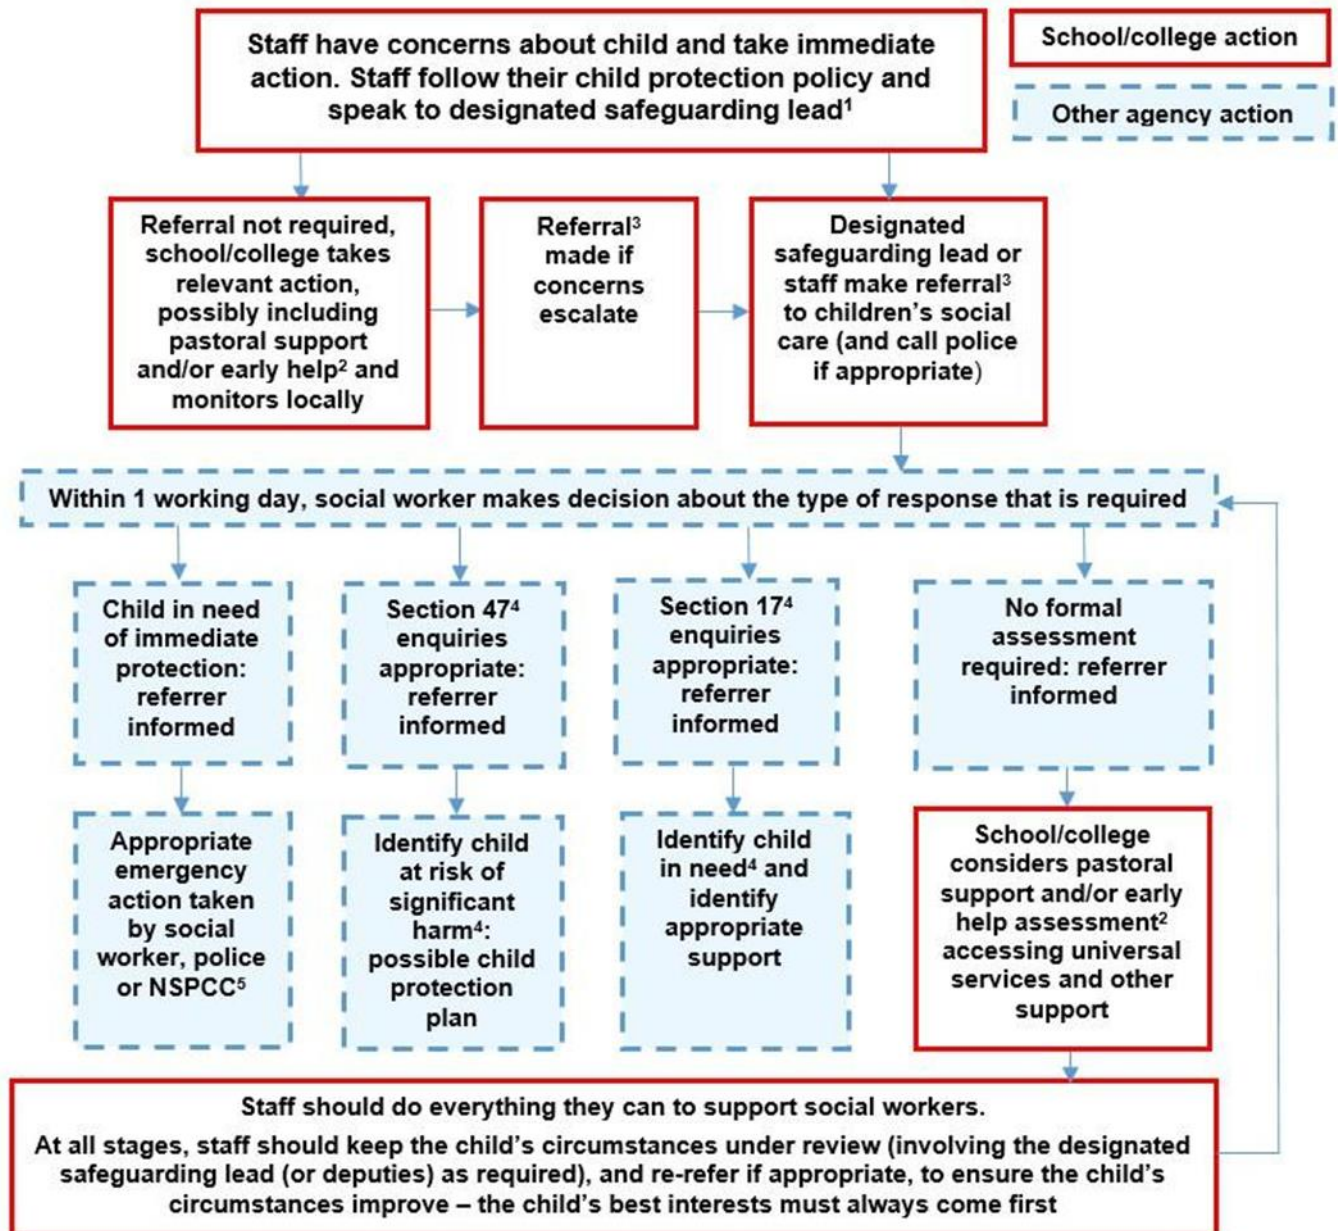 Staff have concerns about child and take immediate
action. Staff follow their child protection policy and
speak to designated safeguarding lead¹
School/college action
Other agency action
Referral not required,
school/college takes
relevant action,
possibly including
pastoral support
and/or early help² and
monitors locally
Referral³
made if
concerns
escalate
Designated
safeguarding lead or
staff make referral³
to children’s social
care (and call police
if appropriate)
Within 1 working day, social worker makes decision about the type of response that is required
Child in need
of immediate
protection:
referrer
informed
Section 47⁴
enquiries
appropriate:
referrer
informed
Section 17⁴
enquiries
appropriate:
referrer
informed
No formal
assessment
required: referrer
informed
Appropriate
emergency
action taken
by social
worker, police
or NSPCC⁵
Identify child
at risk of
significant
harm⁴:
possible child
protection
plan
Identify child
in need⁴ and
identify
appropriate
support
School/college
considers pastoral
support and/or early
help assessment²
accessing universal
services and other
support
Staff should do everything they can to support social workers.
At all stages, staff should keep the child’s circumstances under review (involving the designated
safeguarding lead (or deputies) as required), and re-refer if appropriate, to ensure the child’s
circumstances improve – the child’s best interests must always come first